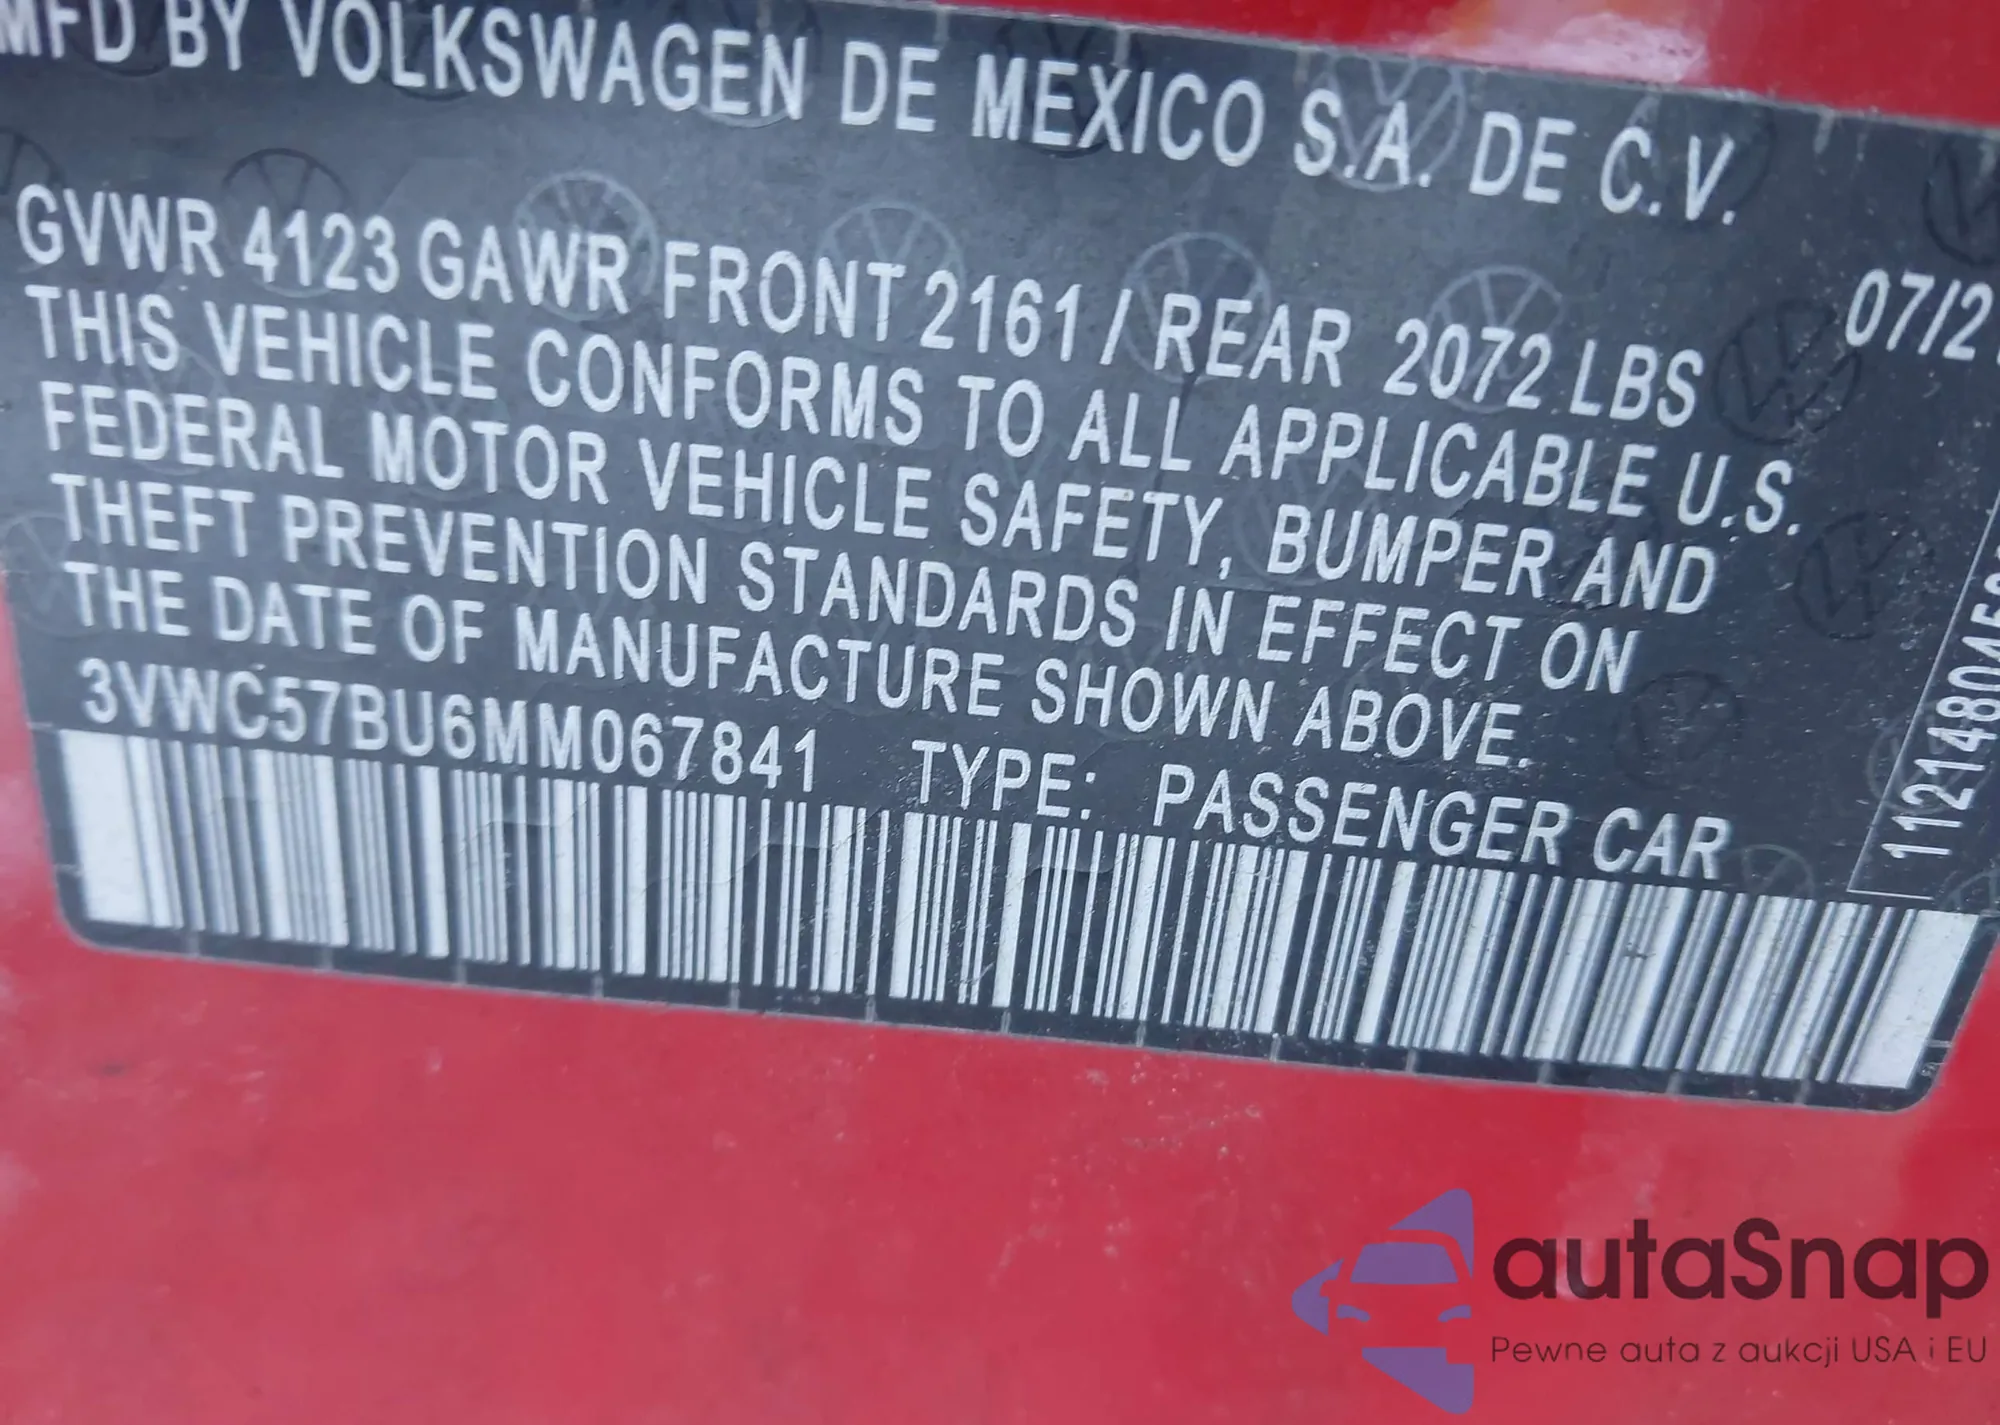 MFD BY VOLKSWAGEN DE MEXICO S.A. DE C.V.
07/2
GVWR 4123 GAWR FRONT 2161 / REAR 2072 LBS
THIS VEHICLE CONFORMS TO ALL APPLICABLE U.S.
FEDERAL MOTOR VEHICLE SAFETY, BUMPER AND
THEFT PREVENTION STANDARDS IN EFFECT ON
THE DATE OF MANUFACTURE SHOWN ABOVE.
3VWC57BU6MM067841 TYPE: PASSENGER CAR
autaSnap
Pewne auta z aukcji USA i EU